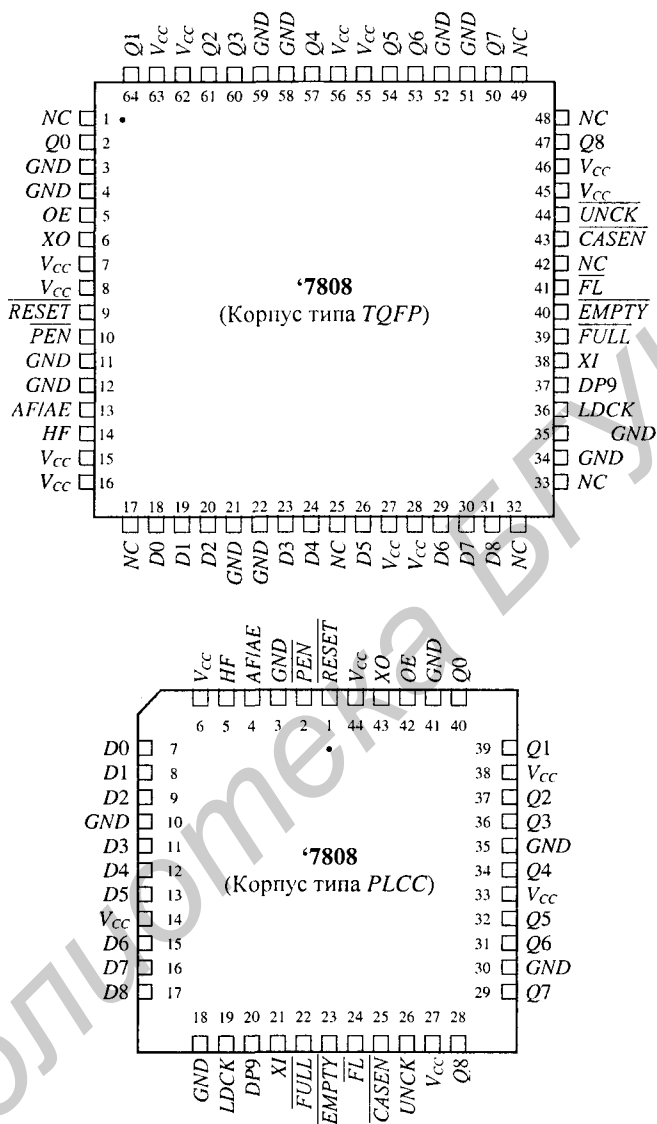 Q1 VCC VCC Q2 Q3 GND GND Q4 VCC VCC Q5 Q6 GND GND Q7 NC
64 63 62 61 60 59 58 57 56 55 54 53 52 51 50 49
NC 1 48 NC
Q0 2 47 Q8
GND 3 46 VCC
GND 4 45 VCC
OE 5 44 UNCK
XO 6 43 CASEN
VCC 7 42 NC
VCC 8 41 FL
RESET 9 40 EMPTY
PEN 10 39 FULL
GND 11 38 XI
GND 12 37 DP9
AF/AE 13 36 LDCK
HF 14 35 GND
VCC 15 34 GND
VCC 16 33 NC
‘7808
(Корпус типа TQFP)
17 18 19 20 21 22 23 24 25 26 27 28 29 30 31 32
NC D0 D1 D2 GND GND D3 D4 NC D5 VCC VCC D6 D7 D8 NC
VCC HF AF/AE GND PEN RESET VCC XO OE GND Q0
6 5 4 3 2 1 44 43 42 41 40
D0 7 39 Q1
D1 8 38 VCC
D2 9 37 Q2
GND 10 36 Q3
D3 11 35 GND
D4 12 34 Q4
D5 13 33 VCC
VCC 14 32 Q5
D6 15 31 Q6
D7 16 30 GND
D8 17 29 Q7
‘7808
(Корпус типа PLCC)
18 19 20 21 22 23 24 25 26 27 28
GND LDCK DP9 XI FULL EMPTY FL CASEN UNCK VCC Q8
лиотека БГУ